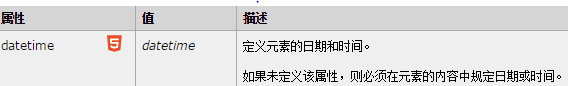 属性 值 描述
datetime datetime 定义元素的日期和时间。
如果未定义该属性，则必须在元素的内容中规定日期或时间。